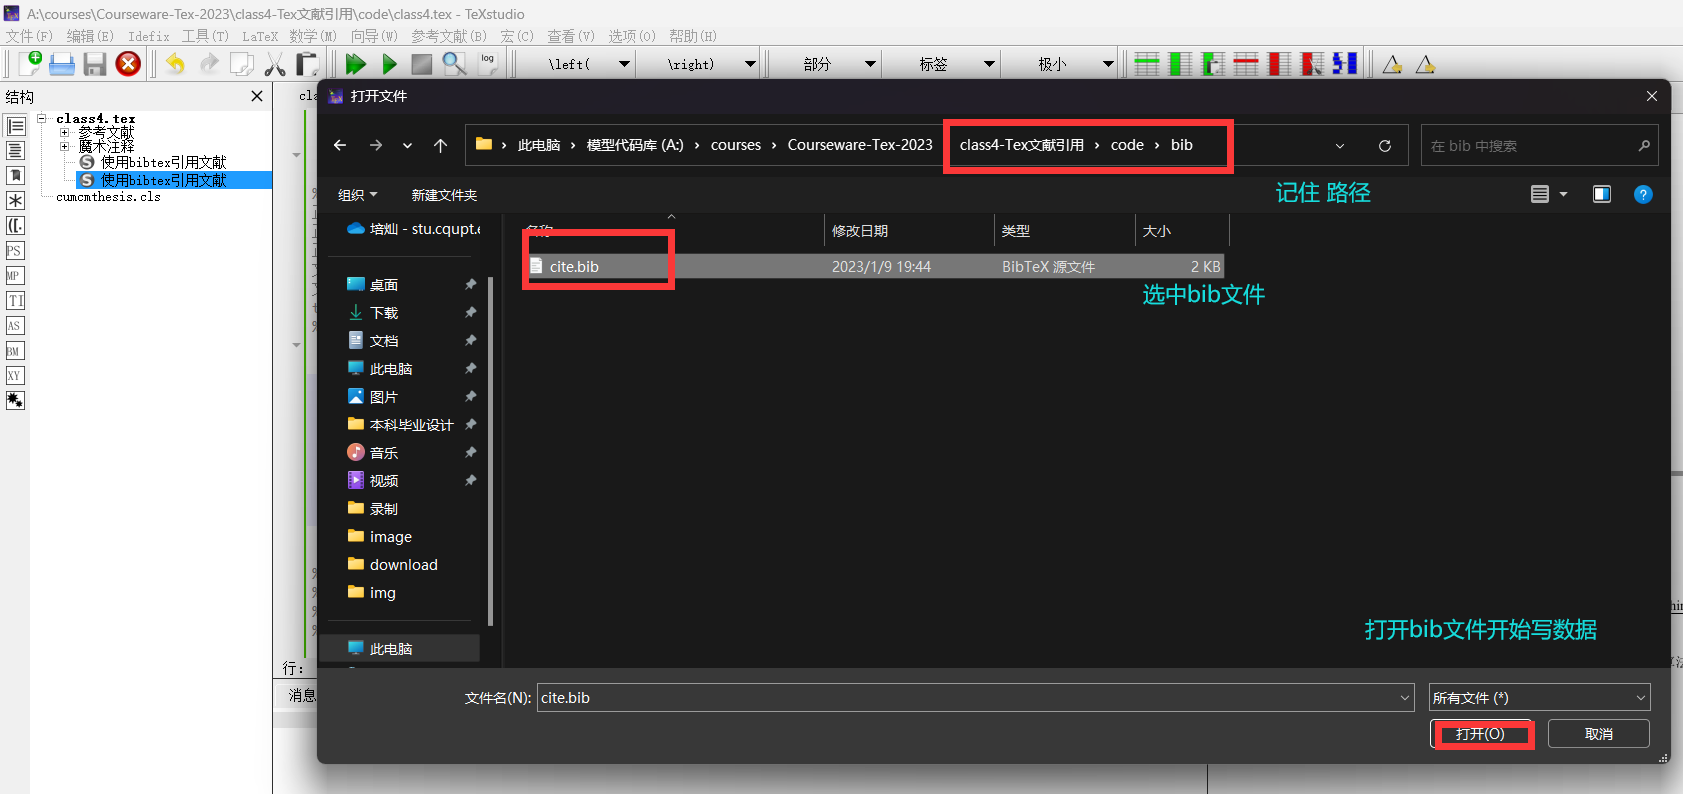 A:\courses\Courseware-Tex-2023\class4-Tex文献引用\code\class4.tex - TeXstudio
文件(F) 编辑(E) Idefix 工具(T) LaTeX 数学(M) 向导(W) 参考文献(B) 宏(C) 查看(V) 选项(O) 帮助(H)
log \left( \right) 部分 标签 极小
结构
class4.tex
参考文献
魔术注释
使用bibtex引用文献
使用bibtex引用文献
cumcmthesis.cls
PS
MP
TI
AS
BM
XY
行:
消息
打开文件
此电脑 › 模型代码库 (A:) › courses › Courseware-Tex-2023 class4-Tex文献引用 › code › bib
在 bib 中搜索
组织 新建文件夹
记住 路径
培灿 - stu.cqupt.e
桌面
下载
文档
此电脑
图片
本科毕业设计
音乐
视频
录制
image
download
img
此电脑
名称 修改日期 类型 大小
cite.bib 2023/1/9 19:44 BibTeX 源文件 2 KB
选中bib文件
打开bib文件开始写数据
文件名(N): cite.bib 所有文件 (*)
打开(O) 取消